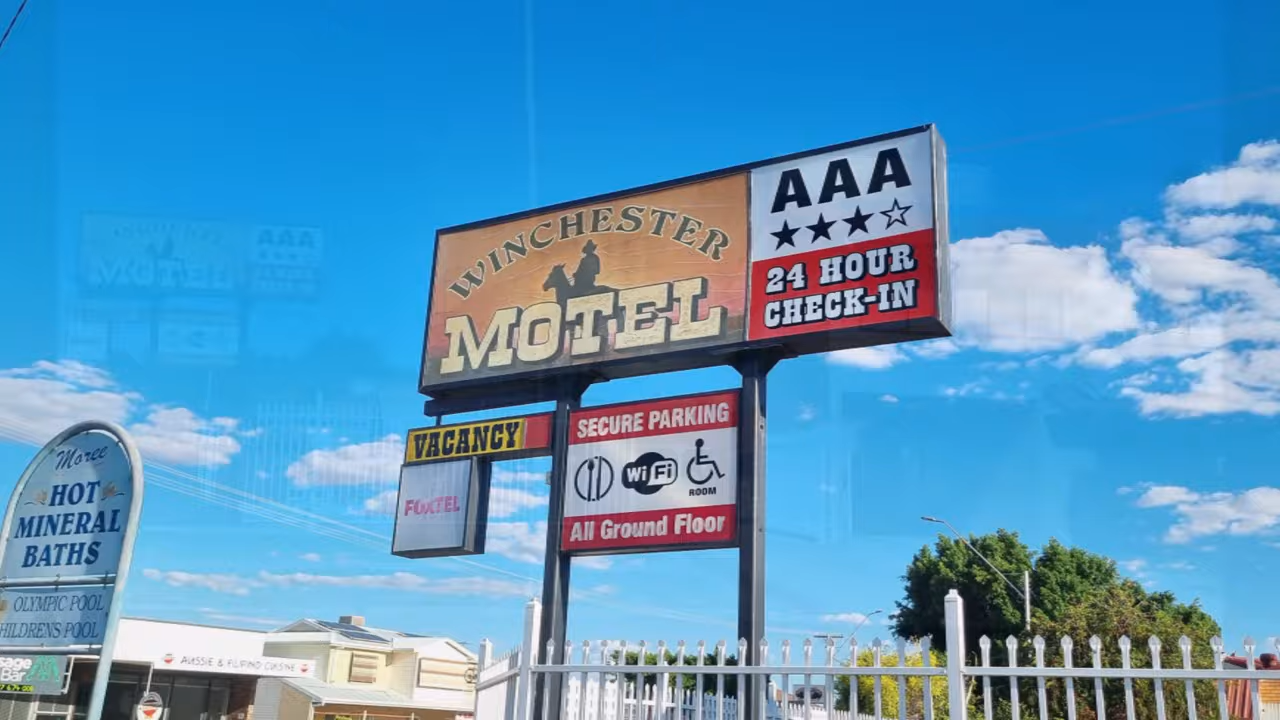 WINCHESTER
MOTEL
AAA
24 HOUR
CHECK-IN
VACANCY
FOXTEL
SECURE PARKING
WiFi
ROOM
All Ground Floor
Moree
HOT
MINERAL
BATHS
OLYMPIC POOL
HILDRENS POOL
AUSSIE & FILIPINO CUISINE
Bar